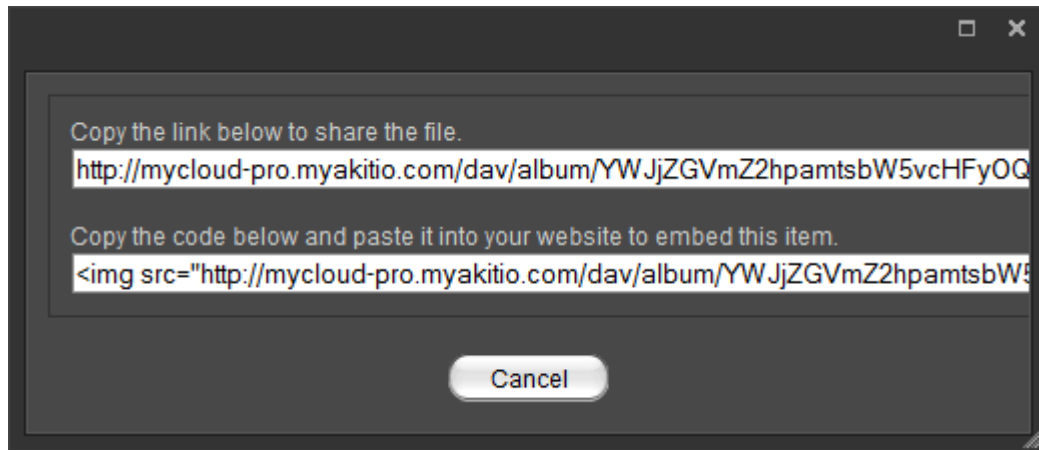 Copy the link below to share the file.
http://mycloud-pro.myakitio.com/dav/album/YWJjZGVmZ2hpamtsbW5vcHFyOQ
Copy the code below and paste it into your website to embed this item.
<img src="http://mycloud-pro.myakitio.com/dav/album/YWJjZGVmZ2hpamtsbW5
Cancel